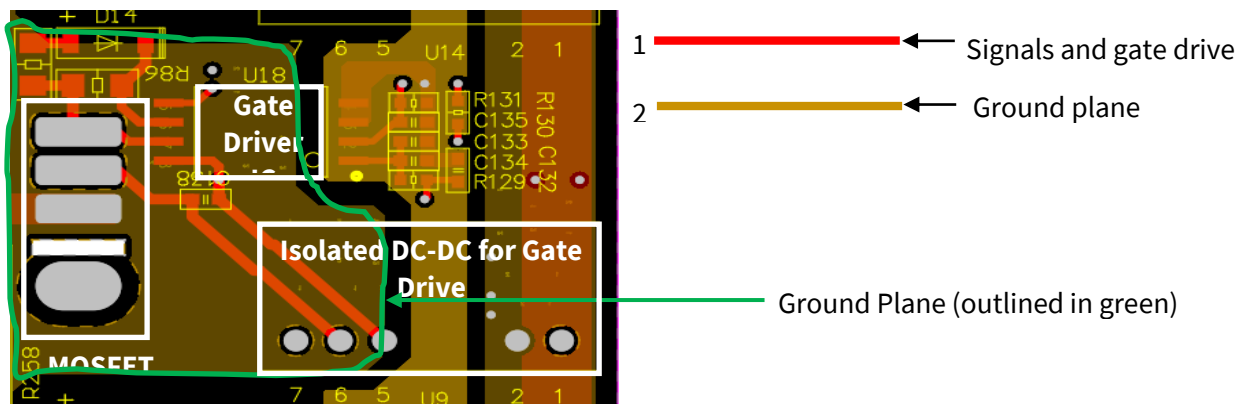 + D14
7 6 5 U14 2 1
R86 U18
Gate
Driver
IC
R131
C135
C133
C134
R129
R130 C132
Isolated DC-DC for Gate
Drive
MOSFET
R258
+ 7 6 5 U9 2 1
1
Signals and gate drive
2
Ground plane
Ground Plane (outlined in green)